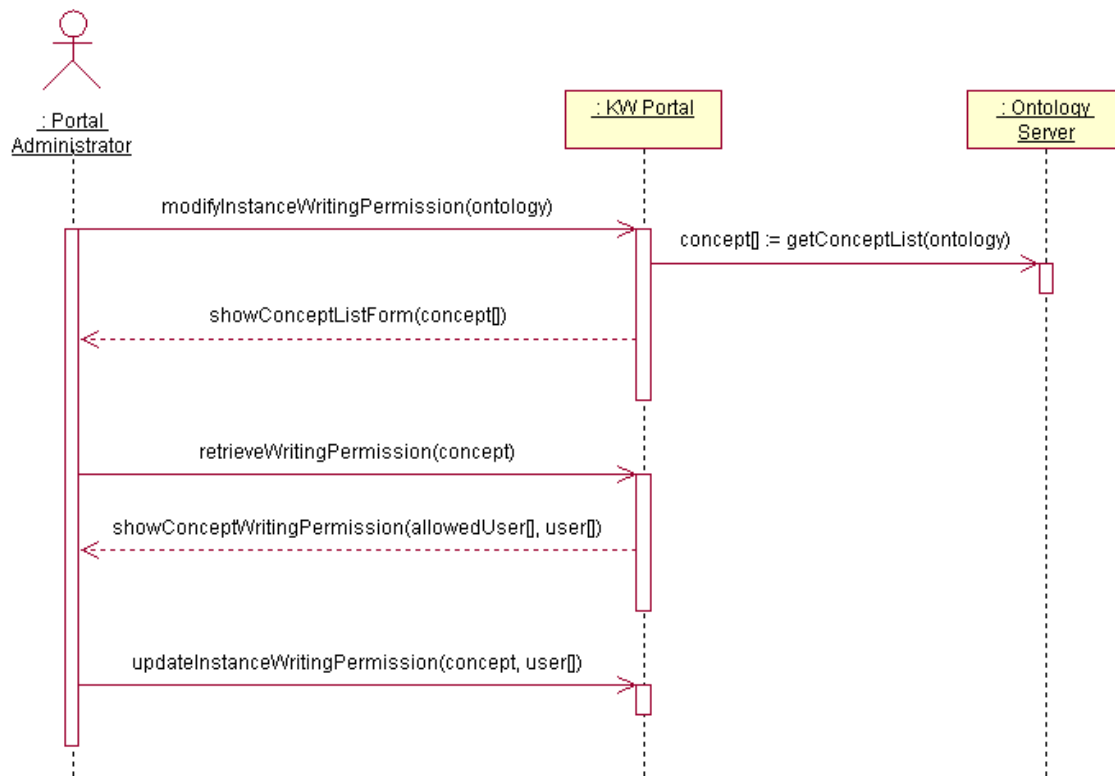 : Portal
Administrator
: KW Portal
: Ontology
Server
modifyInstanceWritingPermission(ontology)
concept[] := getConceptList(ontology)
showConceptListForm(concept[])
retrieveWritingPermission(concept)
showConceptWritingPermission(allowedUser[], user[])
updateInstanceWritingPermission(concept, user[])